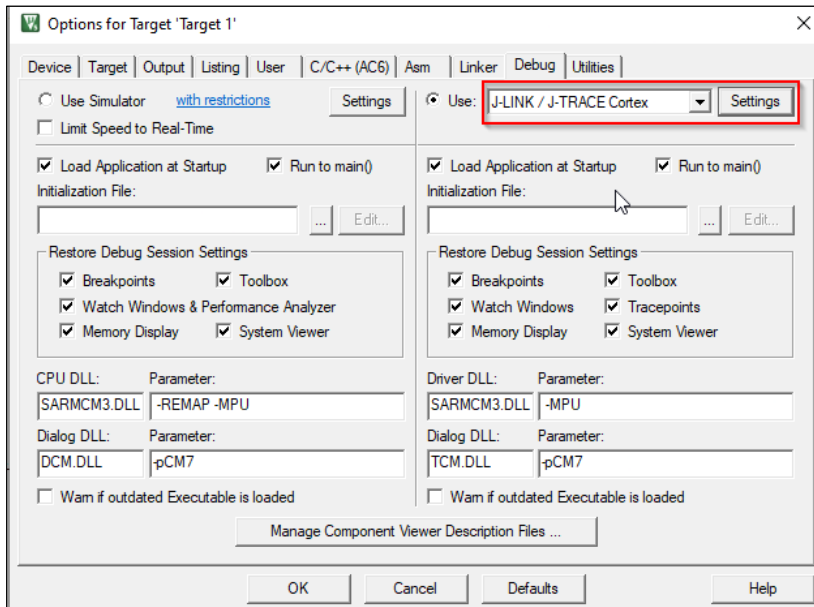 Options for Target 'Target 1'
Device Target Output Listing User C/C++ (AC6) Asm Linker Debug Utilities
Use Simulator with restrictions Settings
Limit Speed to Real-Time
Use: J-LINK / J-TRACE Cortex Settings
Load Application at Startup Run to main()
Initialization File:
... Edit...
Restore Debug Session Settings
Breakpoints Toolbox
Watch Windows & Performance Analyzer
Memory Display System Viewer
CPU DLL: Parameter:
SARMCM3.DLL -REMAP -MPU
Dialog DLL: Parameter:
DCM.DLL -pCM7
Warn if outdated Executable is loaded
Load Application at Startup Run to main()
Initialization File:
... Edit...
Restore Debug Session Settings
Breakpoints Toolbox
Watch Windows Tracepoints
Memory Display System Viewer
Driver DLL: Parameter:
SARMCM3.DLL -MPU
Dialog DLL: Parameter:
TCM.DLL -pCM7
Warn if outdated Executable is loaded
Manage Component Viewer Description Files ...
OK Cancel Defaults Help